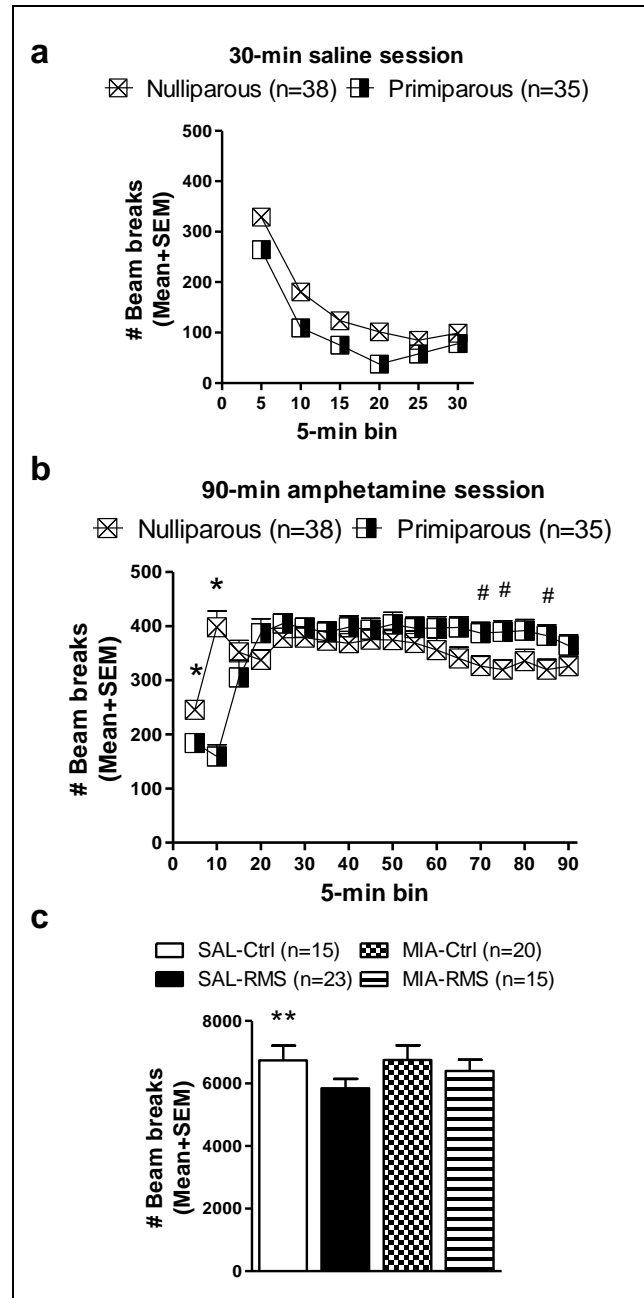 a
30-min saline session
Nulliparous (n=38) Primiparous (n=35)
500
400
300
200
100
0
# Beam breaks
(Mean+SEM)
0 5 10 15 20 25 30
5-min bin
b
90-min amphetamine session
Nulliparous (n=38) Primiparous (n=35)
500
400
300
200
100
0
# Beam breaks
(Mean+SEM)
* * # # #
0 10 20 30 40 50 60 70 80 90
5-min bin
c
SAL-Ctrl (n=15) MIA-Ctrl (n=20)
SAL-RMS (n=23) MIA-RMS (n=15)
8000
6000
4000
2000
0
# Beam breaks
(Mean+SEM)
**